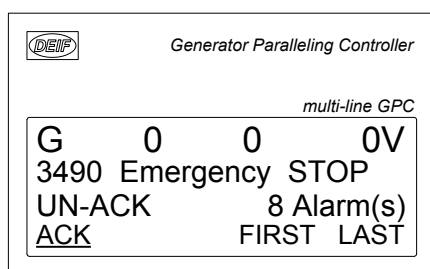 DEIF
Generator Paralleling Controller
multi-line GPC
G 0 0 0V
3490 Emergency STOP
UN-ACK 8 Alarm(s)
ACK FIRST LAST